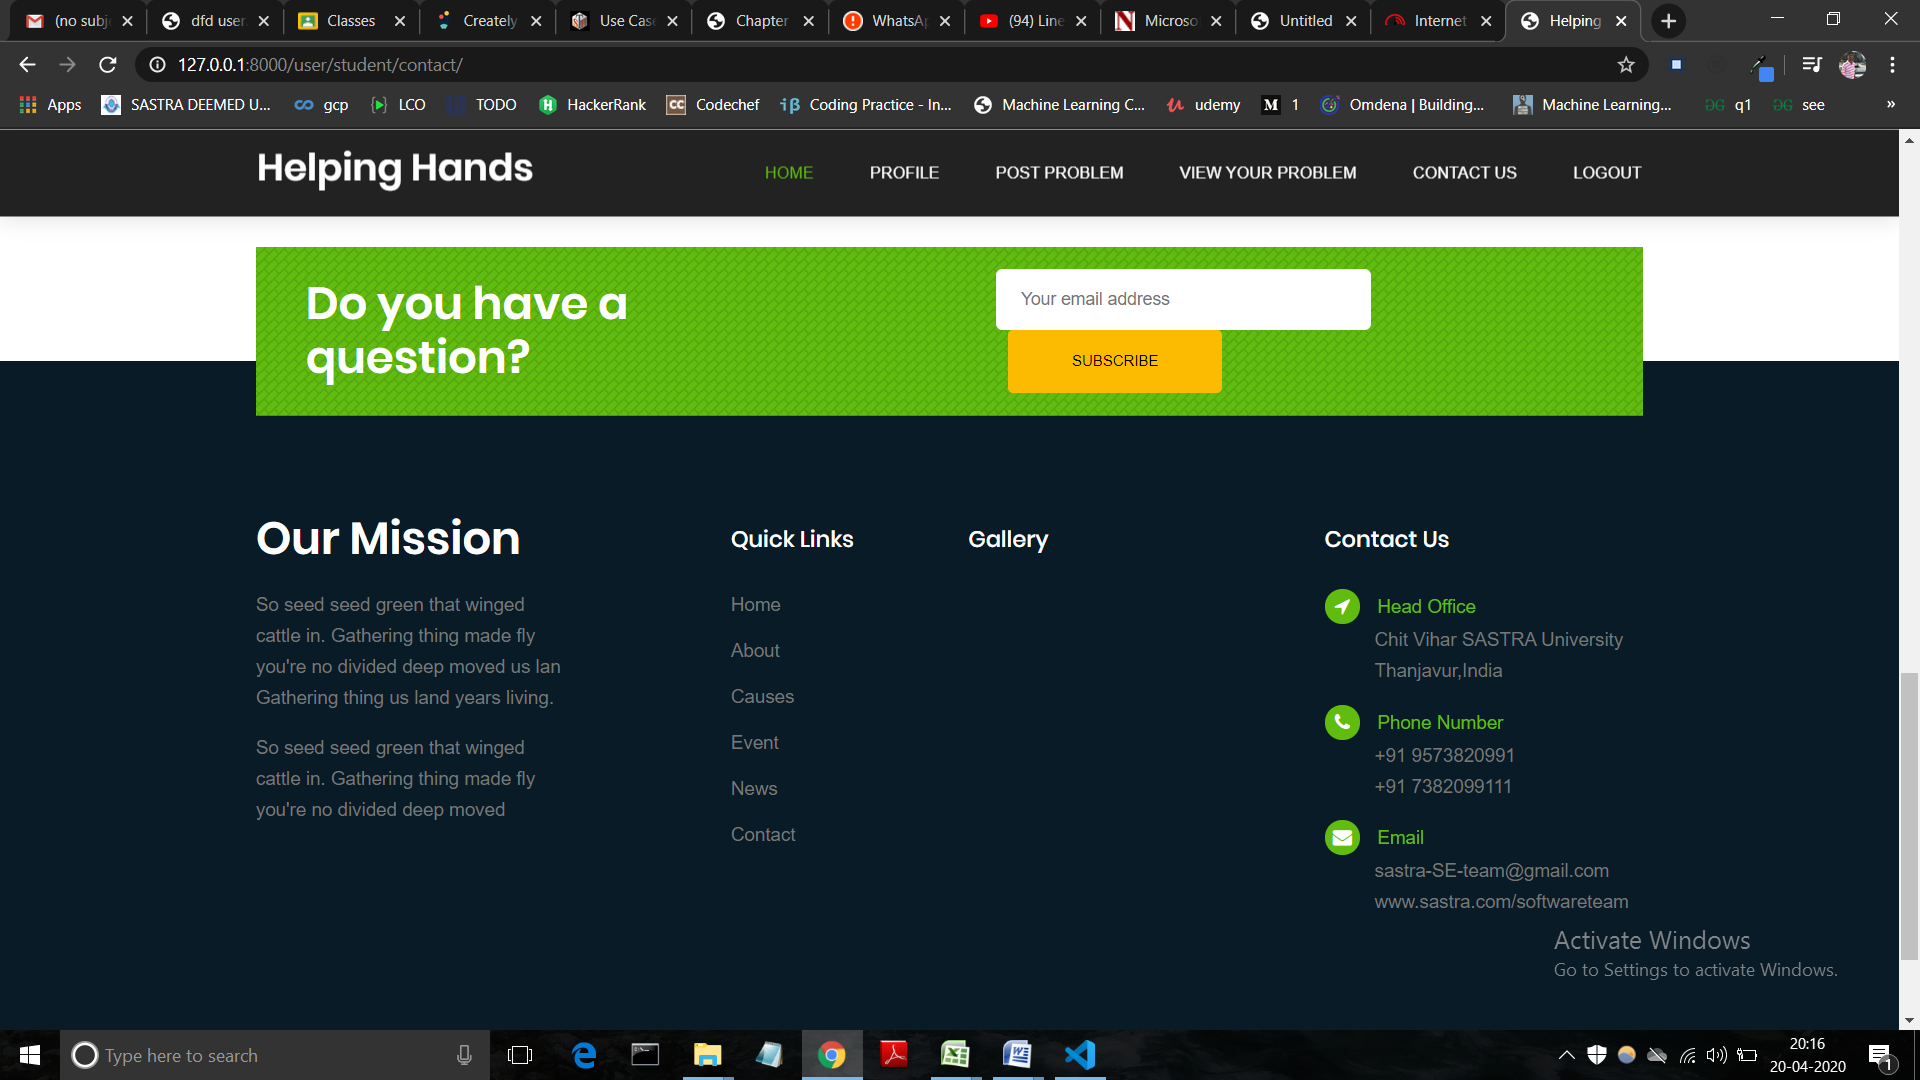 (no subj
dfd user
Classes
Creately
Use Case
Chapter
WhatsAp
(94) Line
Microso
Untitled
Internet
Helping
127.0.0.1:8000/user/student/contact/
Apps
SASTRA DEEMED U...
gcp
LCO
TODO
HackerRank
CC
Codechef
iβ
Coding Practice - In...
Machine Learning C...
udemy
M
1
Omdena | Building...
Machine Learning...
q1
see
»
Helping Hands
HOME
PROFILE
POST PROBLEM
VIEW YOUR PROBLEM
CONTACT US
LOGOUT
Do you have a
question?
Your email address
SUBSCRIBE
Our Mission
So seed seed green that winged
cattle in. Gathering thing made fly
you're no divided deep moved us lan
Gathering thing us land years living.
So seed seed green that winged
cattle in. Gathering thing made fly
you're no divided deep moved
Quick Links
Home
About
Causes
Event
News
Contact
Gallery
Contact Us
Head Office
Chit Vihar SASTRA University
Thanjavur,India
Phone Number
+91 9573820991
+91 7382099111
Email
sastra-SE-team@gmail.com
www.sastra.com/softwareteam
Activate Windows
Go to Settings to activate Windows.
Type here to search
20:16
20-04-2020
1